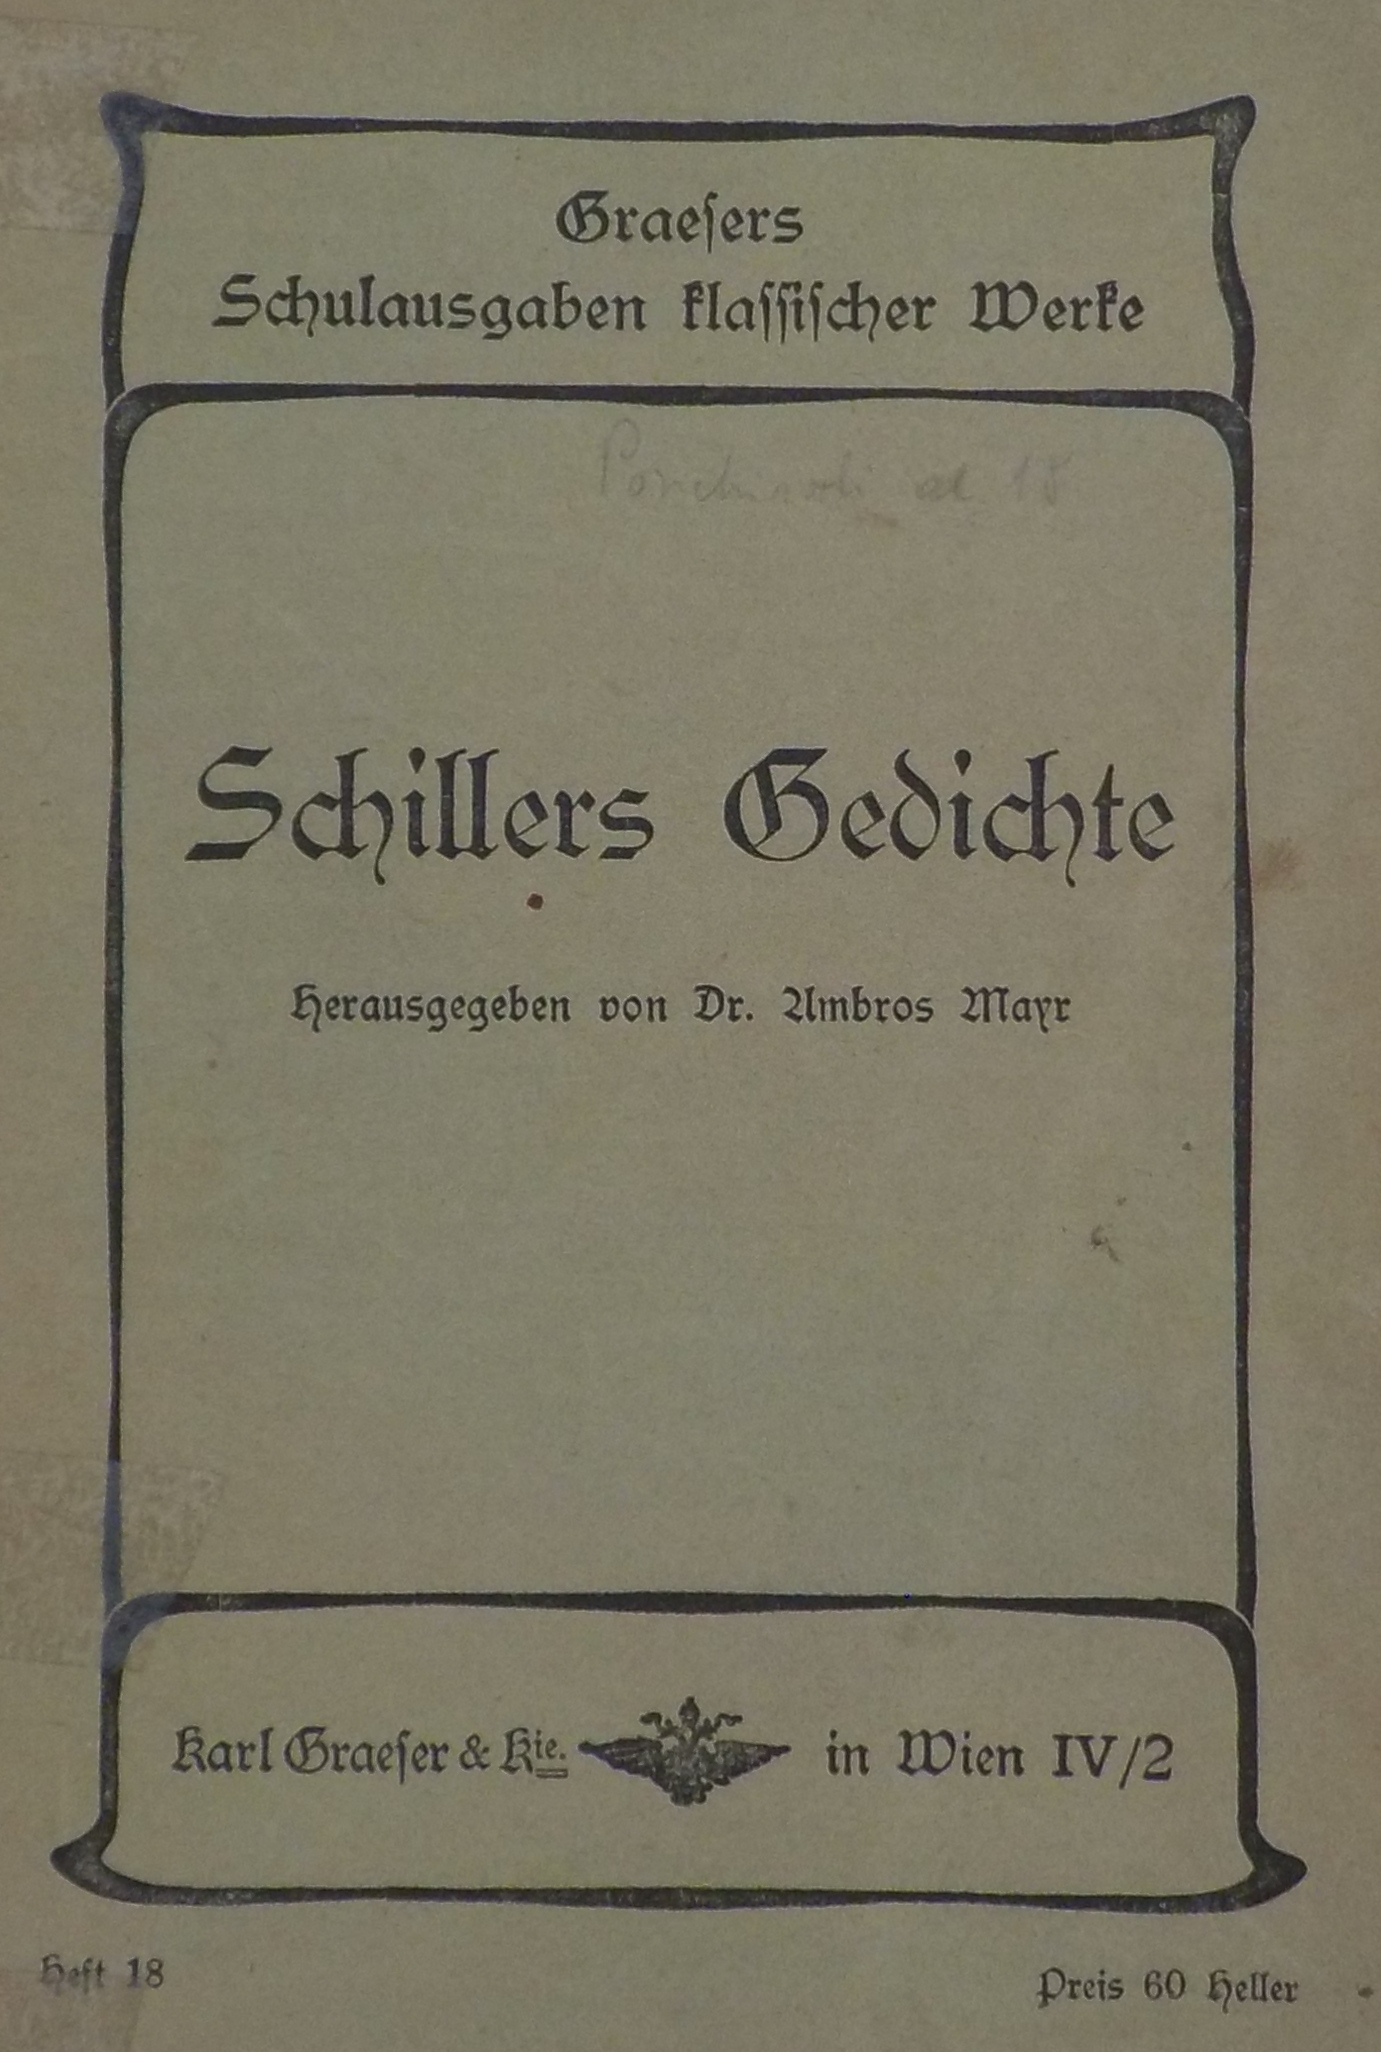 Graeſers
Schulausgaben klaſſiſcher Werke
Schillers Gedichte
Herausgegeben von Dr. Ambros Mayr
Karl Graeſer & Kie. in Wien IV/2
Heft 18
Preis 60 Heller